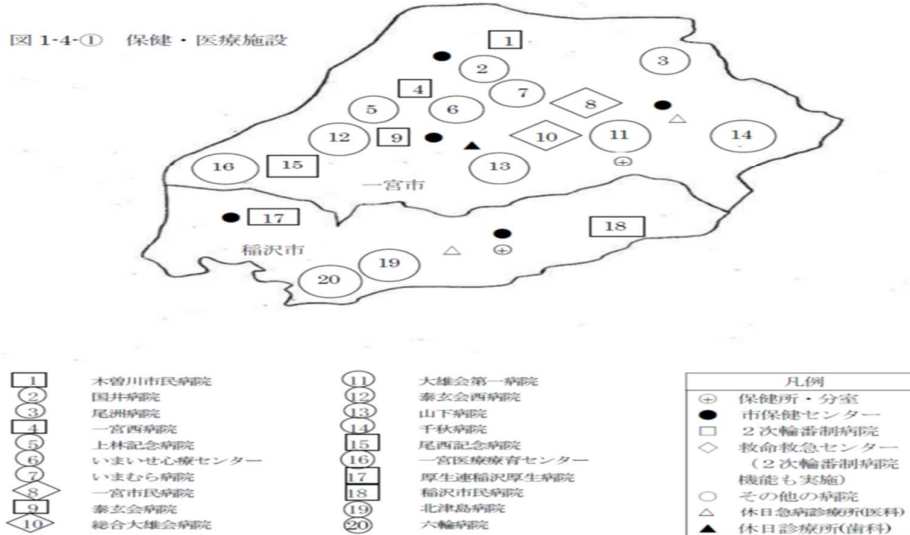 図 1-4-① 保健・医療施設
1
2
3
4
5
6
7
8
9
10
11
12
13
14
15
16
一宮市
17
18
稲沢市
19
20
1 木曽川市民病院
2 国井病院
3 尾洲病院
4 一宮西病院
5 上林記念病院
6 いまいせ心療センター
7 いまむら病院
8 一宮市民病院
9 泰玄会病院
10 総合大雄会病院
11 大雄会第一病院
12 泰玄会西病院
13 山下病院
14 千秋病院
15 尾西記念病院
16 一宮医療療育センター
17 厚生連稲沢厚生病院
18 稲沢市民病院
19 北津島病院
20 六輪病院
凡例
保健所・分室
市保健センター
2次輪番制病院
救命救急センター
(2次輪番制病院
機能も実施)
その他の病院
休日急病診療所(医科)
休日診療所(歯科)